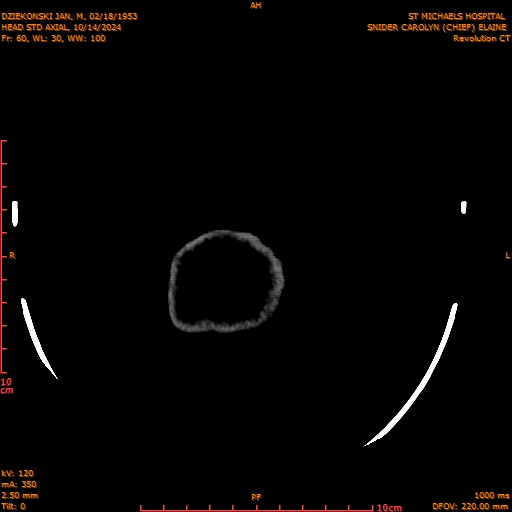 AH
DZIEKONSKI JAN, M, 02/18/1953
HEAD STD AXIAL, 10/14/2024
Fr: 60, WL: 30, WW: 100
ST MICHAELS HOSPITAL
SNIDER CAROLYN (CHIEF) ELAINE
Revolution CT
R
L
10
cm
kV: 120
mA: 350
2.50 mm
Tilt: 0
PF
10cm
1000 ms
DFOV: 220.00 mm